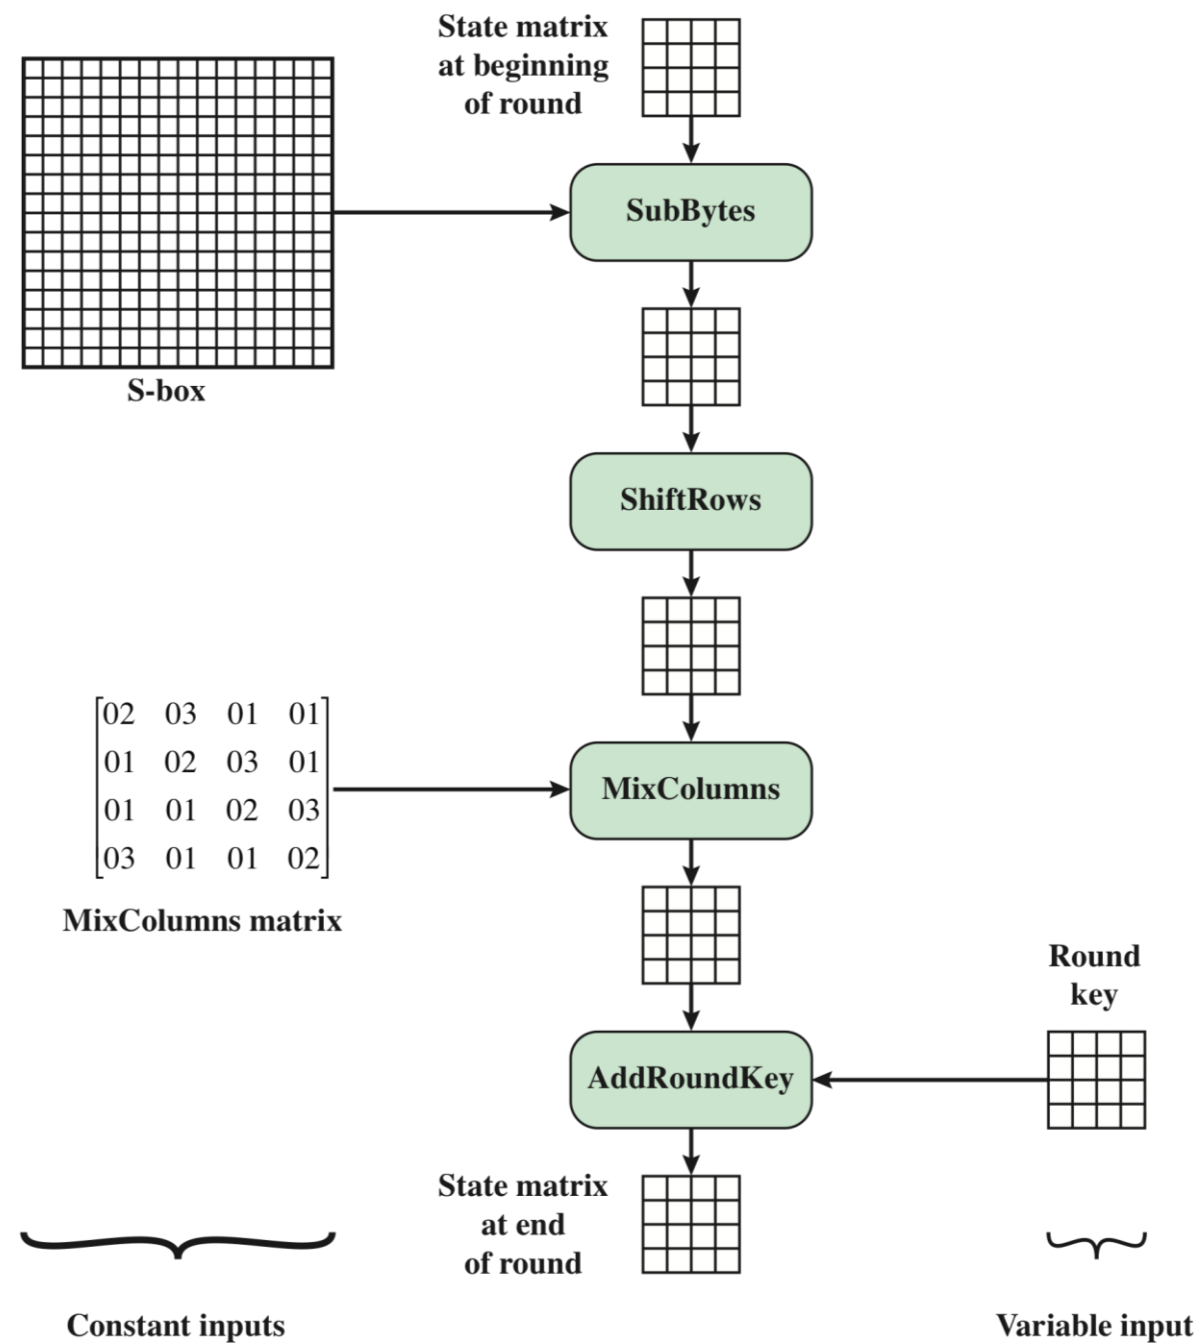 State matrix
at beginning
of round
SubBytes
S-box
ShiftRows
02 03 01 01
01 02 03 01
01 01 02 03
03 01 01 02
MixColumns
MixColumns matrix
Round
key
AddRoundKey
State matrix
at end
of round
Constant inputs
Variable input